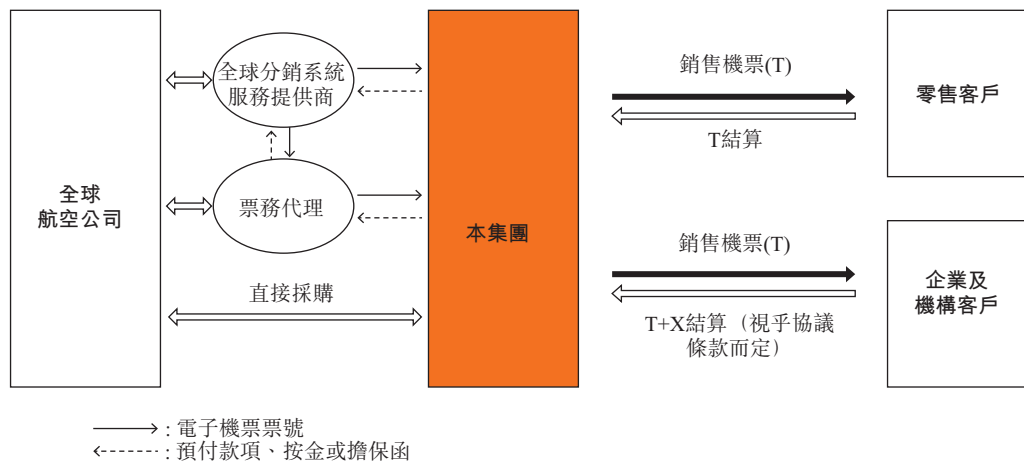 全球
航空公司
全球分銷系統
服務提供商
票務代理
直接採購
本集團
銷售機票(T)
T結算
銷售機票(T)
T+X結算（視乎協議
條款而定）
零售客戶
企業及
機構客戶
: 電子機票票號
: 預付款項、按金或擔保函